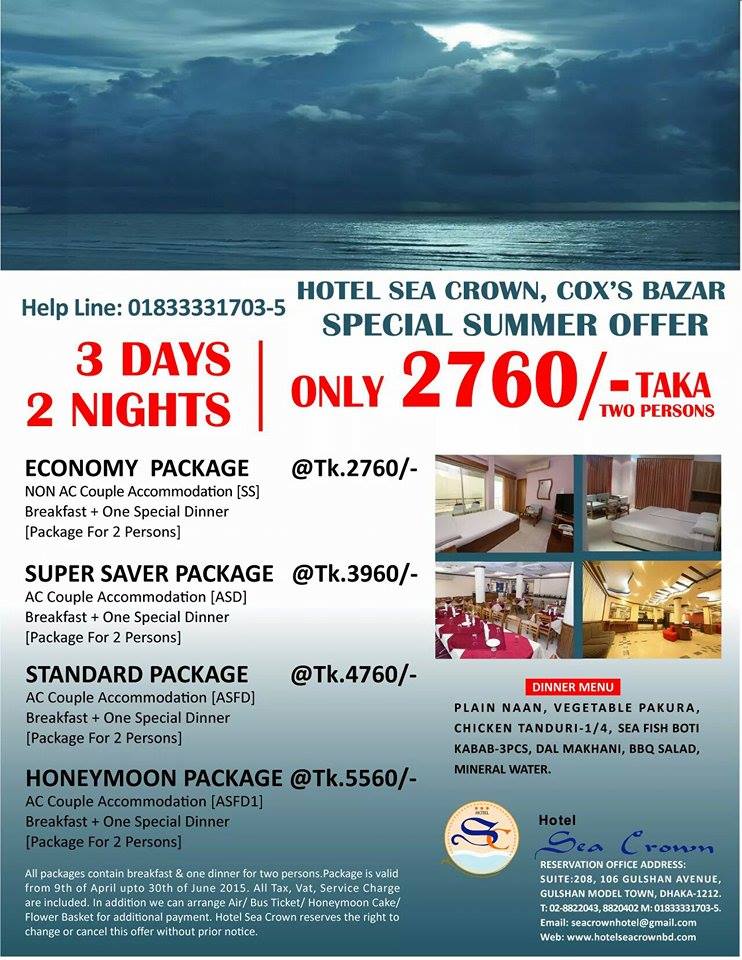 Help Line: 01833331703-5
HOTEL SEA CROWN, COX'S BAZAR
SPECIAL SUMMER OFFER
3 DAYS
2 NIGHTS
ONLY 2760/- TAKA
TWO PERSONS
ECONOMY PACKAGE @Tk.2760/-
NON AC Couple Accommodation [SS]
Breakfast + One Special Dinner
[Package For 2 Persons]
SUPER SAVER PACKAGE @Tk.3960/-
AC Couple Accommodation [ASD]
Breakfast + One Special Dinner
[Package For 2 Persons]
STANDARD PACKAGE @Tk.4760/-
AC Couple Accommodation [ASFD]
Breakfast + One Special Dinner
[Package For 2 Persons]
HONEYMOON PACKAGE @Tk.5560/-
AC Couple Accommodation [ASFD1]
Breakfast + One Special Dinner
[Package For 2 Persons]
All packages contain breakfast & one dinner for two persons.Package is valid
from 9th of April upto 30th of June 2015. All Tax, Vat, Service Charge
are included. In addition we can arrange Air/ Bus Ticket/ Honeymoon Cake/
Flower Basket for additional payment. Hotel Sea Crown reserves the right to
change or cancel this offer without prior notice.
DINNER MENU
PLAIN NAAN, VEGETABLE PAKURA,
CHICKEN TANDURI-1/4, SEA FISH BOTI
KABAB-3PCS, DAL MAKHANI, BBQ SALAD,
MINERAL WATER.
HOTEL
SC
Hotel
Sea Crown
RESERVATION OFFICE ADDRESS:
SUITE:208, 106 GULSHAN AVENUE,
GULSHAN MODEL TOWN, DHAKA-1212.
T: 02-8822043, 8820402 M: 01833331703-5.
Email: seacrownhotel@gmail.com
Web: www.hotelseacrownbd.com